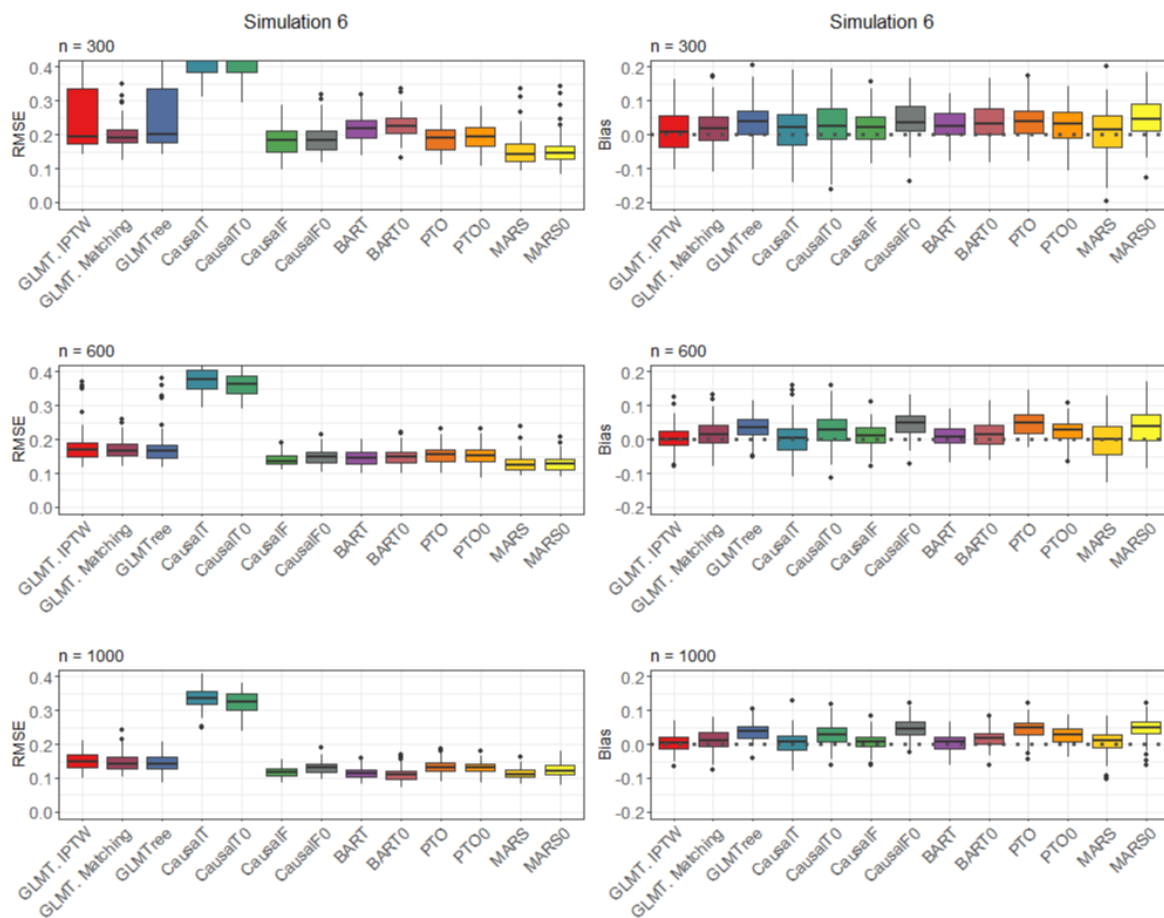 Simulation 6
n = 300
RMSE
0.4
0.3
0.2
0.1
0.0
GLMT. IPTW
GLMT. Matching
GLMTree
CausalT
CausalT0
CausalF
CausalF0
BART
BART0
PTO
PTO0
MARS
MARS0
Simulation 6
n = 300
Bias
0.2
0.1
0.0
-0.1
-0.2
GLMT. IPTW
GLMT. Matching
GLMTree
CausalT
CausalT0
CausalF
CausalF0
BART
BART0
PTO
PTO0
MARS
MARS0
n = 600
RMSE
0.4
0.3
0.2
0.1
0.0
GLMT. IPTW
GLMT. Matching
GLMTree
CausalT
CausalT0
CausalF
CausalF0
BART
BART0
PTO
PTO0
MARS
MARS0
n = 600
Bias
0.2
0.1
0.0
-0.1
-0.2
GLMT. IPTW
GLMT. Matching
GLMTree
CausalT
CausalT0
CausalF
CausalF0
BART
BART0
PTO
PTO0
MARS
MARS0
n = 1000
RMSE
0.4
0.3
0.2
0.1
0.0
GLMT. IPTW
GLMT. Matching
GLMTree
CausalT
CausalT0
CausalF
CausalF0
BART
BART0
PTO
PTO0
MARS
MARS0
n = 1000
Bias
0.2
0.1
0.0
-0.1
-0.2
GLMT. IPTW
GLMT. Matching
GLMTree
CausalT
CausalT0
CausalF
CausalF0
BART
BART0
PTO
PTO0
MARS
MARS0